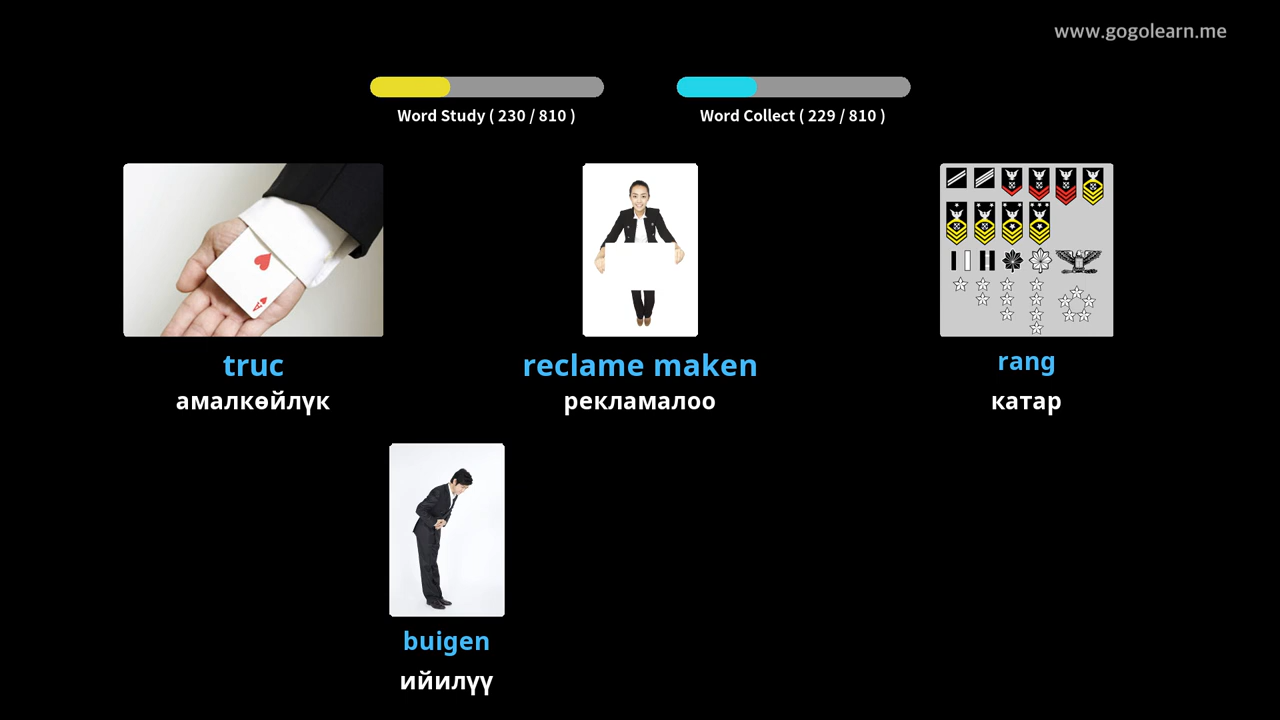 www.gogolearn.me
Word Study ( 230 / 810 )
Word Collect ( 229 / 810 )
truc
амалкөйлүк
reclame maken
рекламалоо
rang
катар
buigen
ийилүү